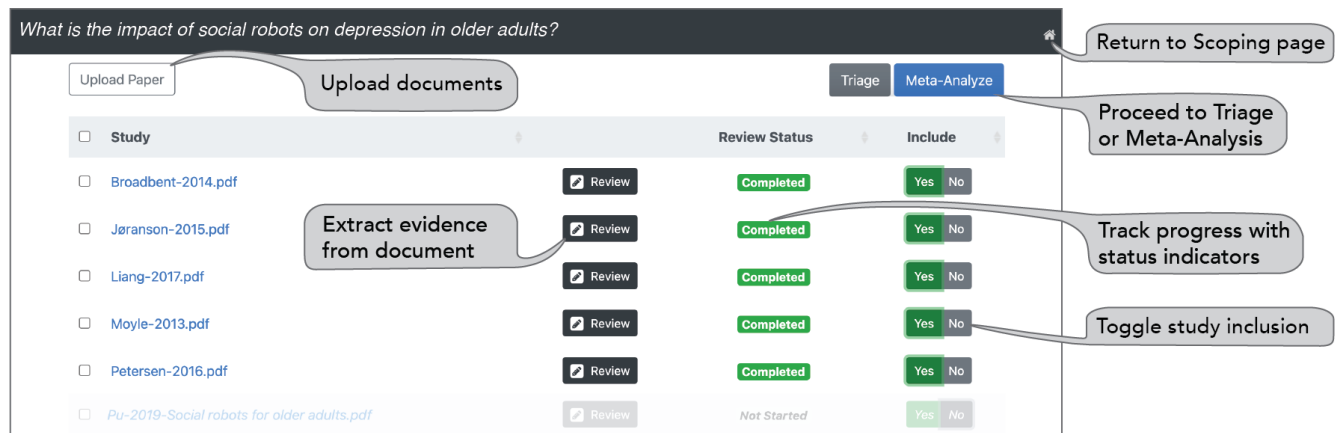 What is the impact of social robots on depression in older adults?
Return to Scoping page
Upload Paper
Upload documents
Triage
Meta-Analyze
Proceed to Triage
or Meta-Analysis
Study
Review Status
Include
Broadbent-2014.pdf
Review
Completed
Yes No
Jøranson-2015.pdf
Extract evidence
from document
Review
Completed
Yes No
Track progress with
status indicators
Liang-2017.pdf
Review
Completed
Yes No
Moyle-2013.pdf
Review
Completed
Yes No
Toggle study inclusion
Petersen-2016.pdf
Review
Completed
Yes No
Pu-2019-Social robots for older adults.pdf
Review
Not Started
Yes No